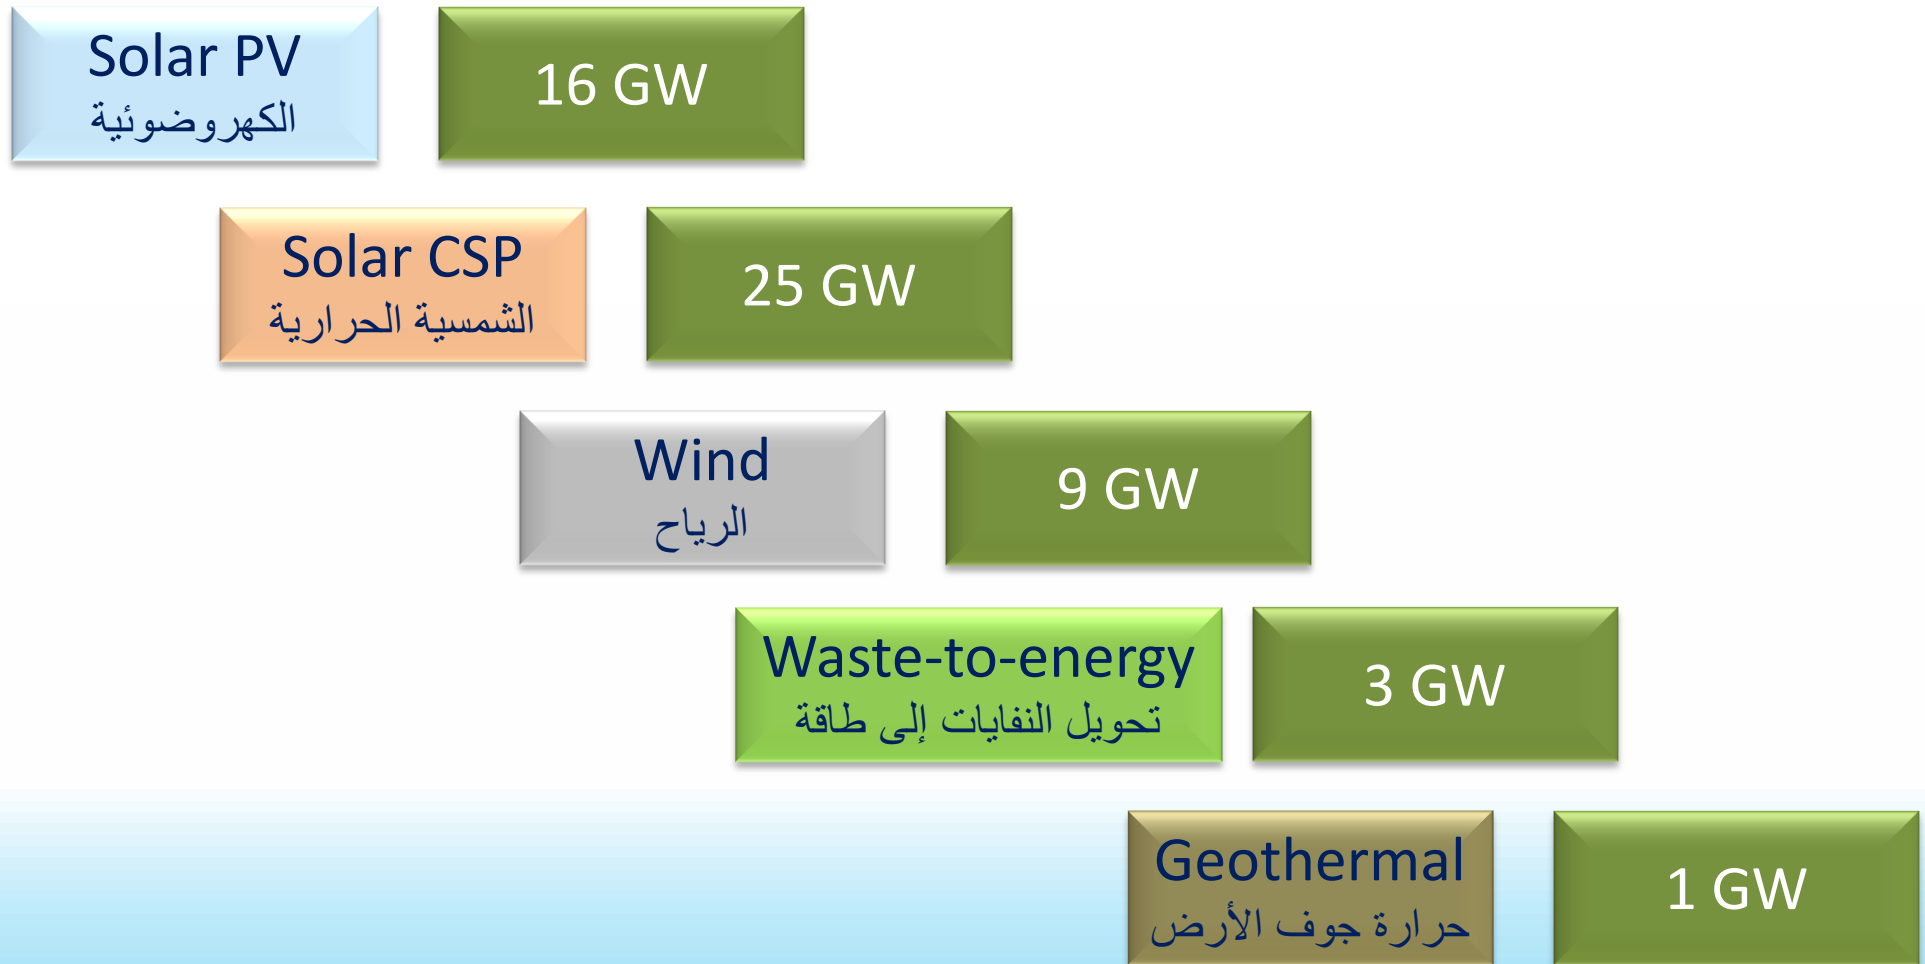 Solar PV
الكهروضوئية
16 GW
Solar CSP
الشمسية الحرارية
25 GW
Wind
الرياح
9 GW
Waste-to-energy
تحويل النفايات إلى طاقة
3 GW
Geothermal
حرارة جوف الأرض
1 GW